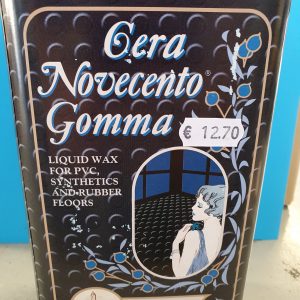 Cera
Novecento®
Gomma
€ 12.70
LIQUID WAX
FOR PVC,
SYNTHETICS
AND RUBBER
FLOORS